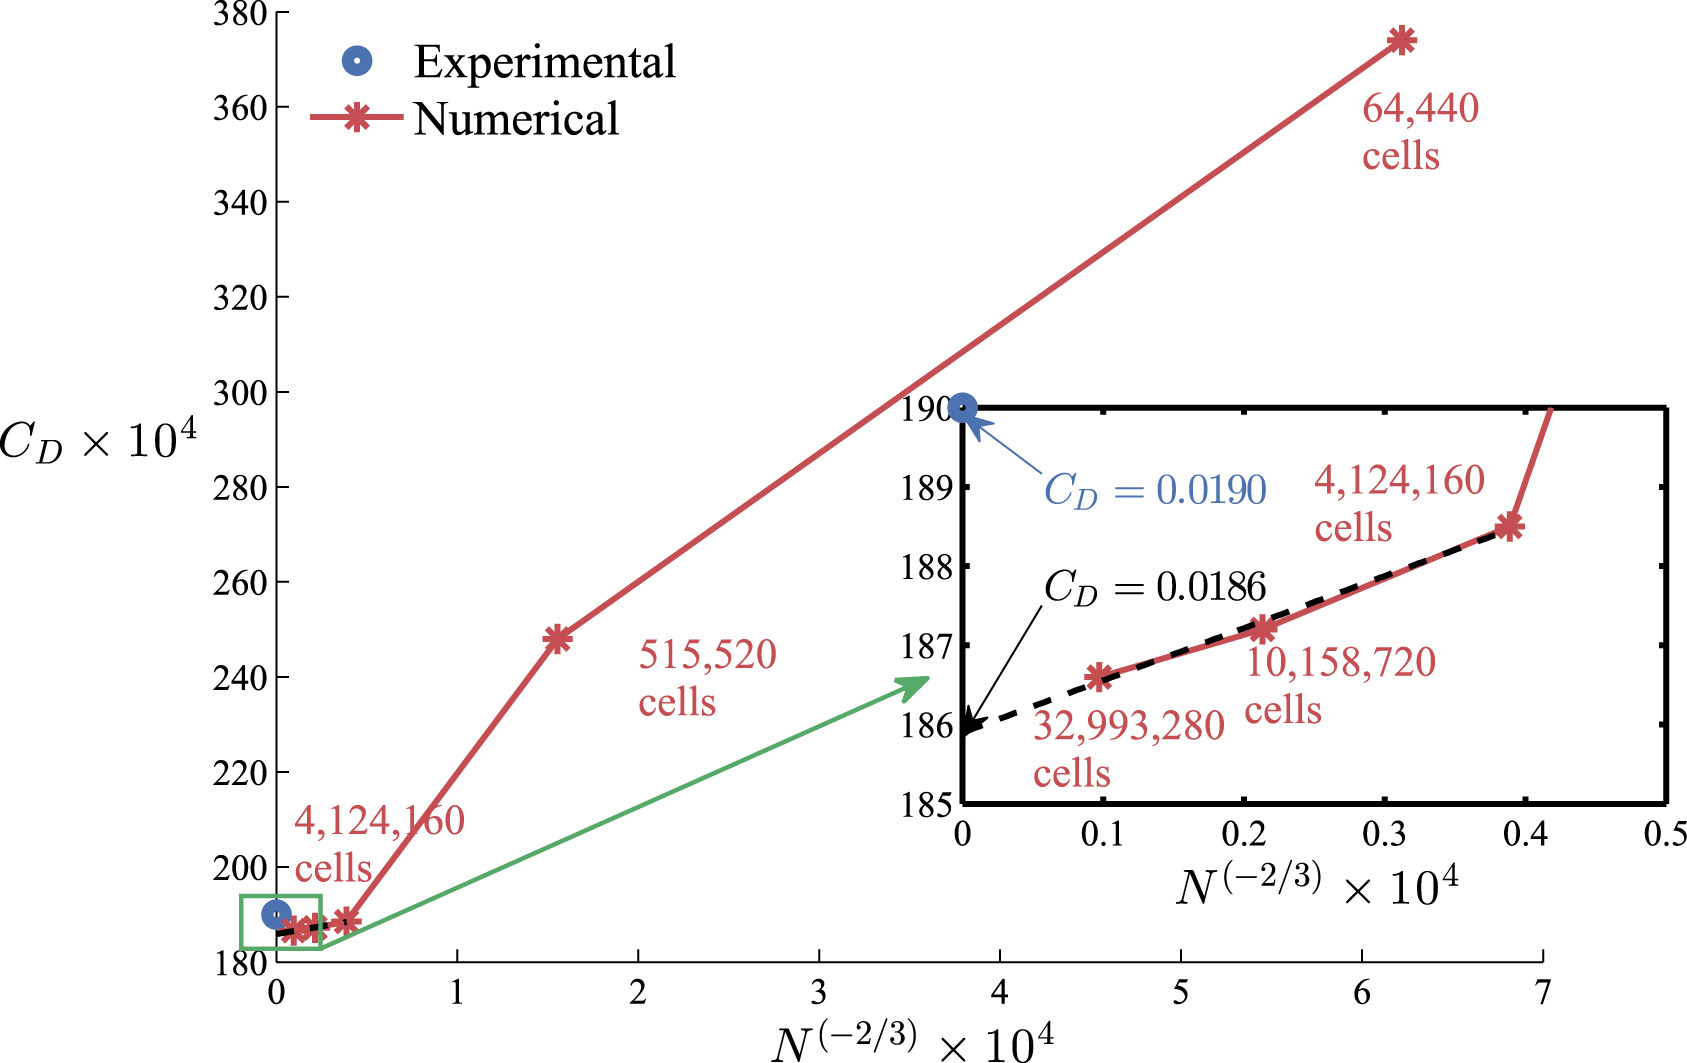 380
Experimental
Numerical
360
64,440
cells
340
320
300
C_D × 10^4
280
260
515,520
cells
240
220
4,124,160
cells
200
180
0 1 2 3 4 5 6 7
N^(−2/3) × 10^4
190
C_D = 0.0190
4,124,160
cells
189
188
C_D = 0.0186
187
10,158,720
cells
186
32,993,280
cells
185
0 0.1 0.2 0.3 0.4 0.5
N^(−2/3) × 10^4